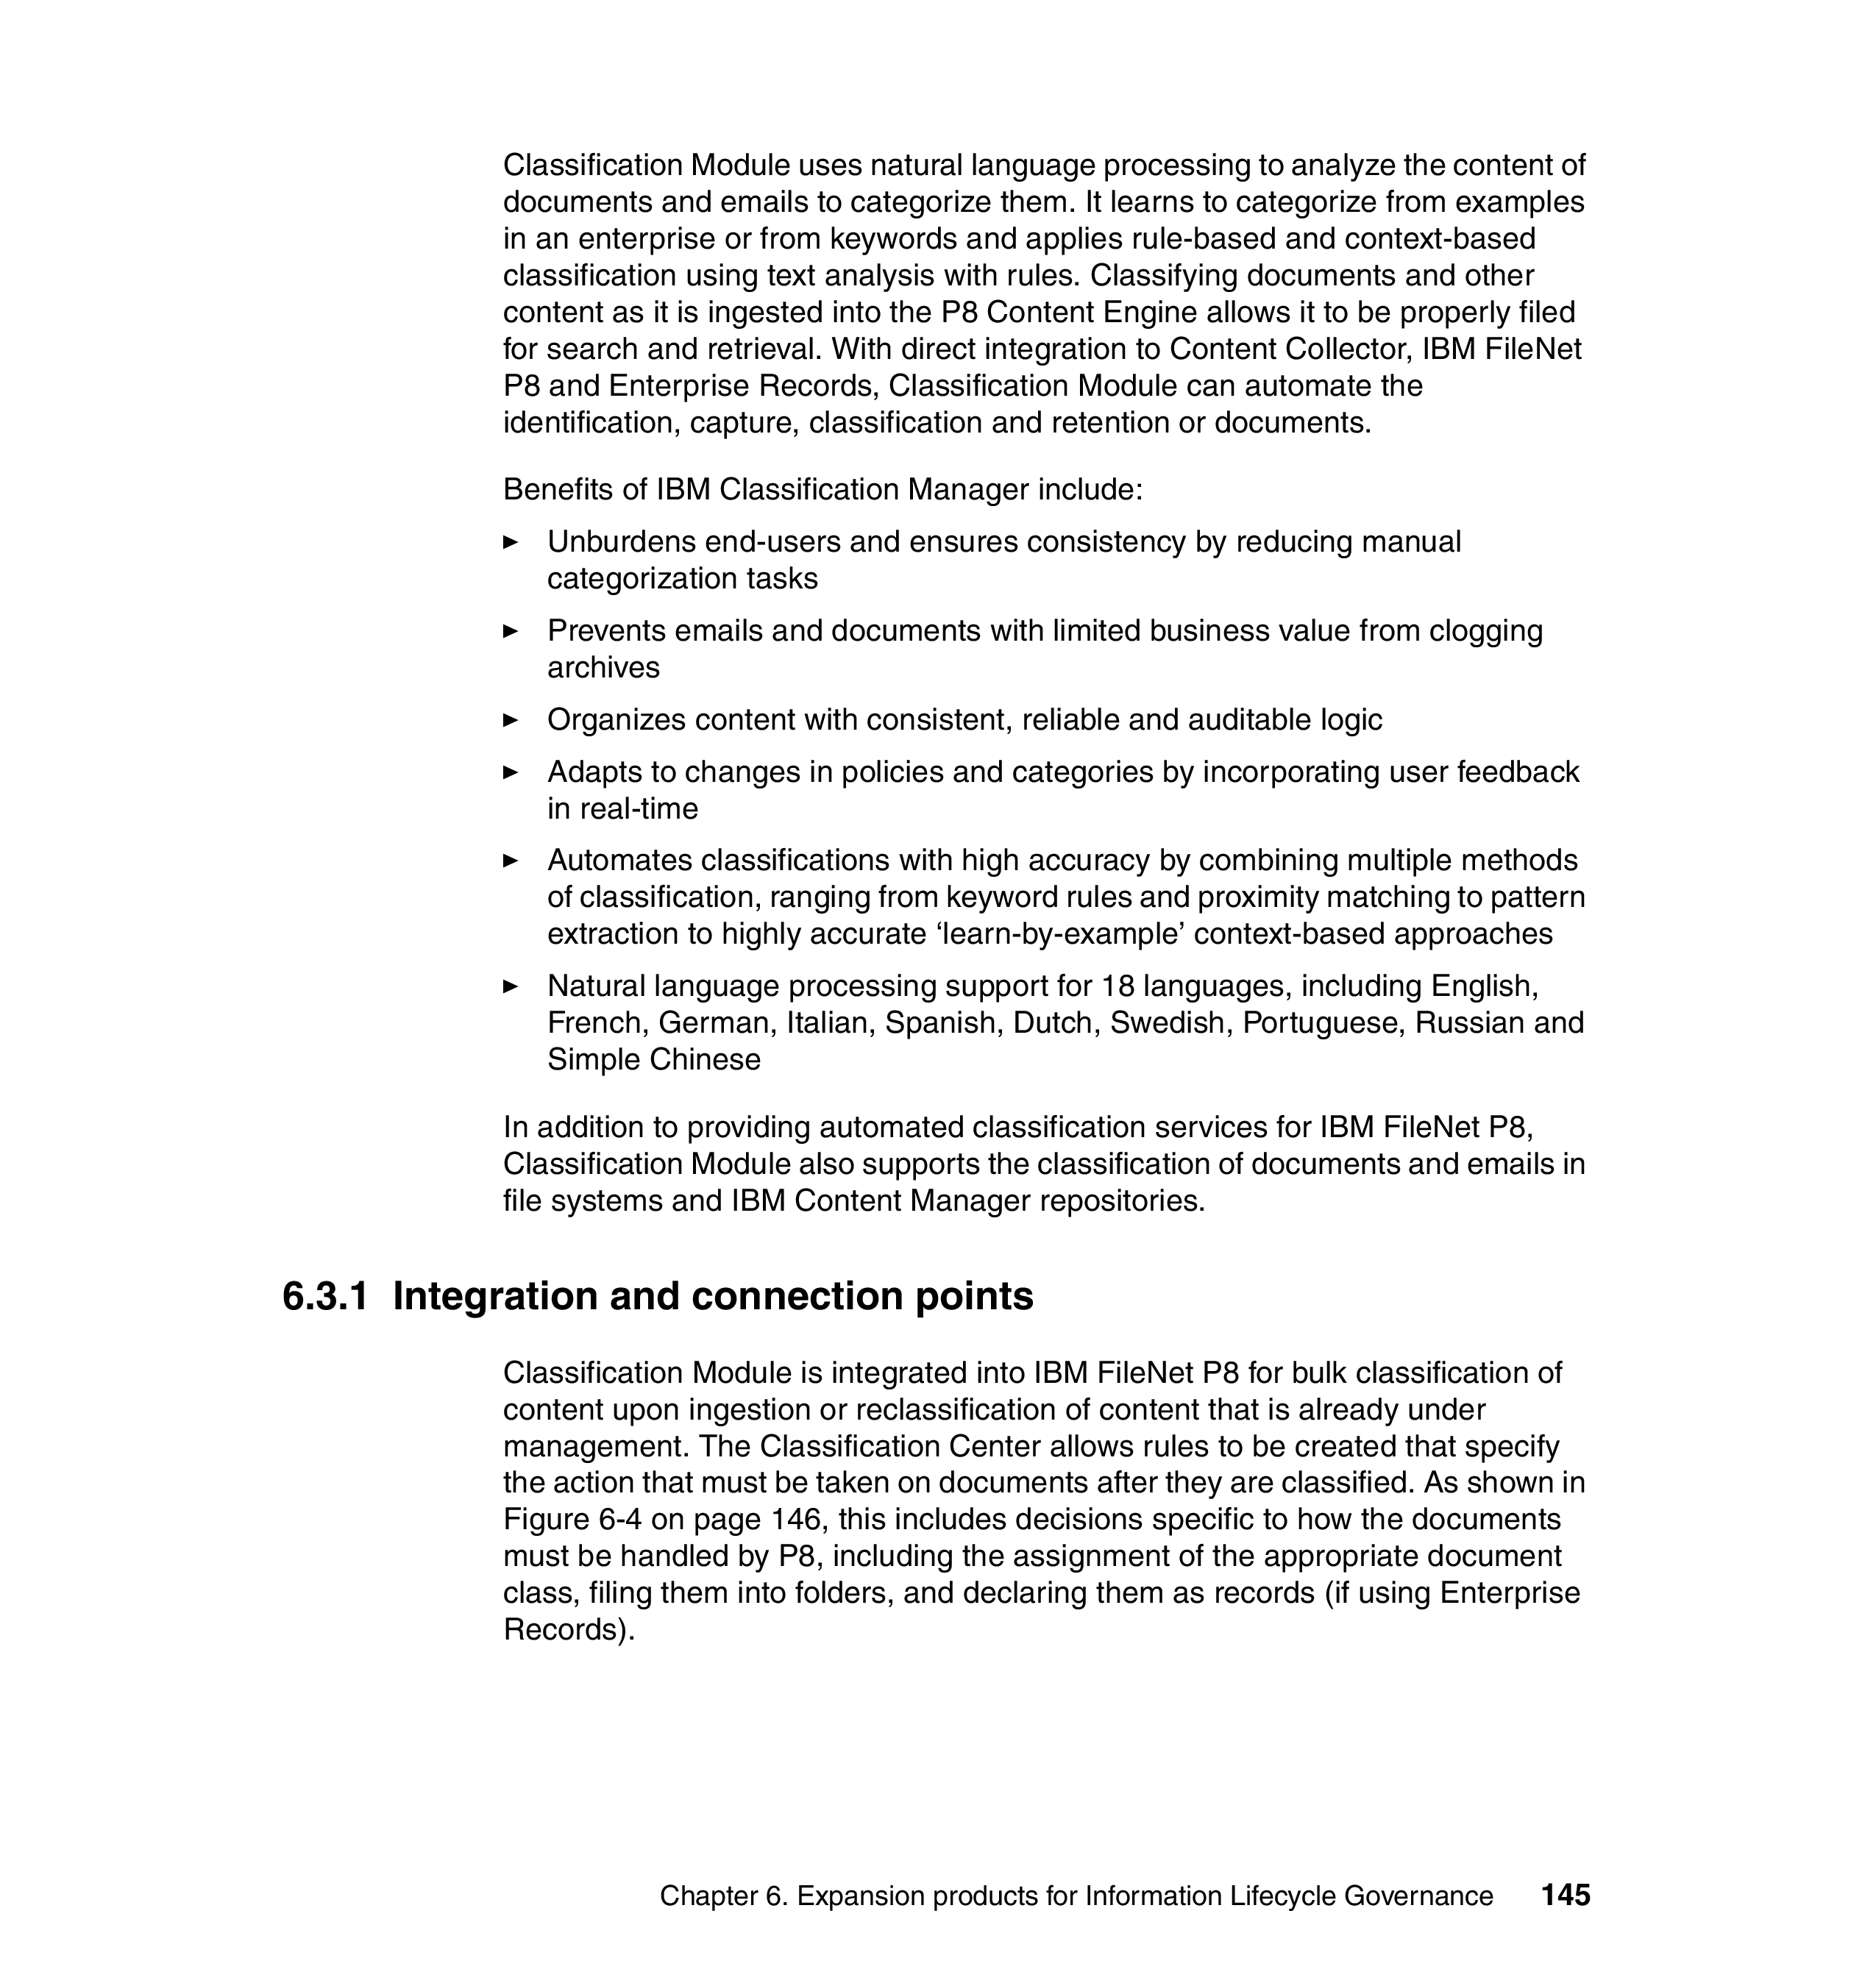 Classification Module uses natural language processing to analyze the content of
documents and emails to categorize them. It learns to categorize from examples
in an enterprise or from keywords and applies rule-based and context-based
classification using text analysis with rules. Classifying documents and other
content as it is ingested into the P8 Content Engine allows it to be properly filed
for search and retrieval. With direct integration to Content Collector, IBM FileNet
P8 and Enterprise Records, Classification Module can automate the
identification, capture, classification and retention or documents.
Benefits of IBM Classification Manager include:
► Unburdens end-users and ensures consistency by reducing manual
categorization tasks
► Prevents emails and documents with limited business value from clogging
archives
► Organizes content with consistent, reliable and auditable logic
► Adapts to changes in policies and categories by incorporating user feedback
in real-time
► Automates classifications with high accuracy by combining multiple methods
of classification, ranging from keyword rules and proximity matching to pattern
extraction to highly accurate ‘learn-by-example’ context-based approaches
► Natural language processing support for 18 languages, including English,
French, German, Italian, Spanish, Dutch, Swedish, Portuguese, Russian and
Simple Chinese
In addition to providing automated classification services for IBM FileNet P8,
Classification Module also supports the classification of documents and emails in
file systems and IBM Content Manager repositories.
6.3.1 Integration and connection points
Classification Module is integrated into IBM FileNet P8 for bulk classification of
content upon ingestion or reclassification of content that is already under
management. The Classification Center allows rules to be created that specify
the action that must be taken on documents after they are classified. As shown in
Figure 6-4 on page 146, this includes decisions specific to how the documents
must be handled by P8, including the assignment of the appropriate document
class, filing them into folders, and declaring them as records (if using Enterprise
Records).
Chapter 6. Expansion products for Information Lifecycle Governance 145